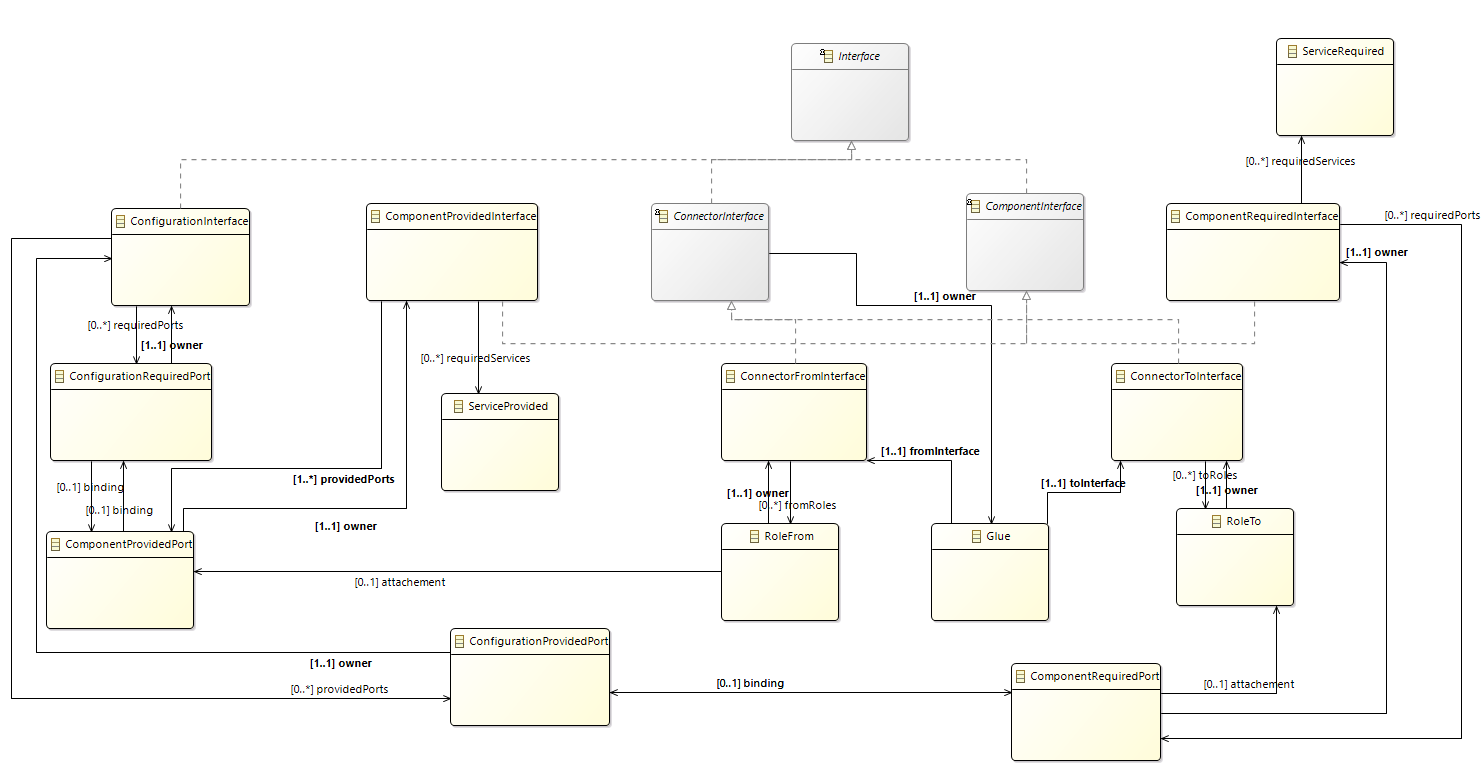 Interface
ServiceRequired
[0..*] requiredServices
ConfigurationInterface
ComponentProvidedInterface
ConnectorInterface
ComponentInterface
ComponentRequiredInterface
[0..*] requiredPorts
[1..1] owner
[1..1] owner
[0..*] requiredPorts
[1..1] owner
[0..*] requiredServices
ConfigurationRequiredPort
ServiceProvided
ConnectorFromInterface
ConnectorToInterface
[1..1] fromInterface
[1..*] providedPorts
[0..1] binding
[0..1] binding
[1..1] owner
[1..1] owner
[0..*] fromRoles
[1..1] toInterface
[0..*] toRoles
[1..1] owner
ComponentProvidedPort
RoleFrom
Glue
RoleTo
[0..1] attachement
ConfigurationProvidedPort
[1..1] owner
[0..*] providedPorts
[0..1] binding
ComponentRequiredPort
[0..1] attachement